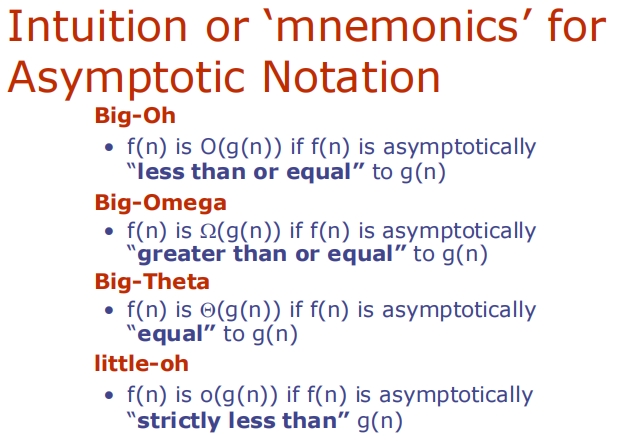 Intuition or ‘mnemonics’ for
Asymptotic Notation
Big-Oh
• f(n) is O(g(n)) if f(n) is asymptotically
“less than or equal” to g(n)
Big-Omega
• f(n) is Ω(g(n)) if f(n) is asymptotically
“greater than or equal” to g(n)
Big-Theta
• f(n) is Θ(g(n)) if f(n) is asymptotically
“equal” to g(n)
little-oh
• f(n) is o(g(n)) if f(n) is asymptotically
“strictly less than” g(n)